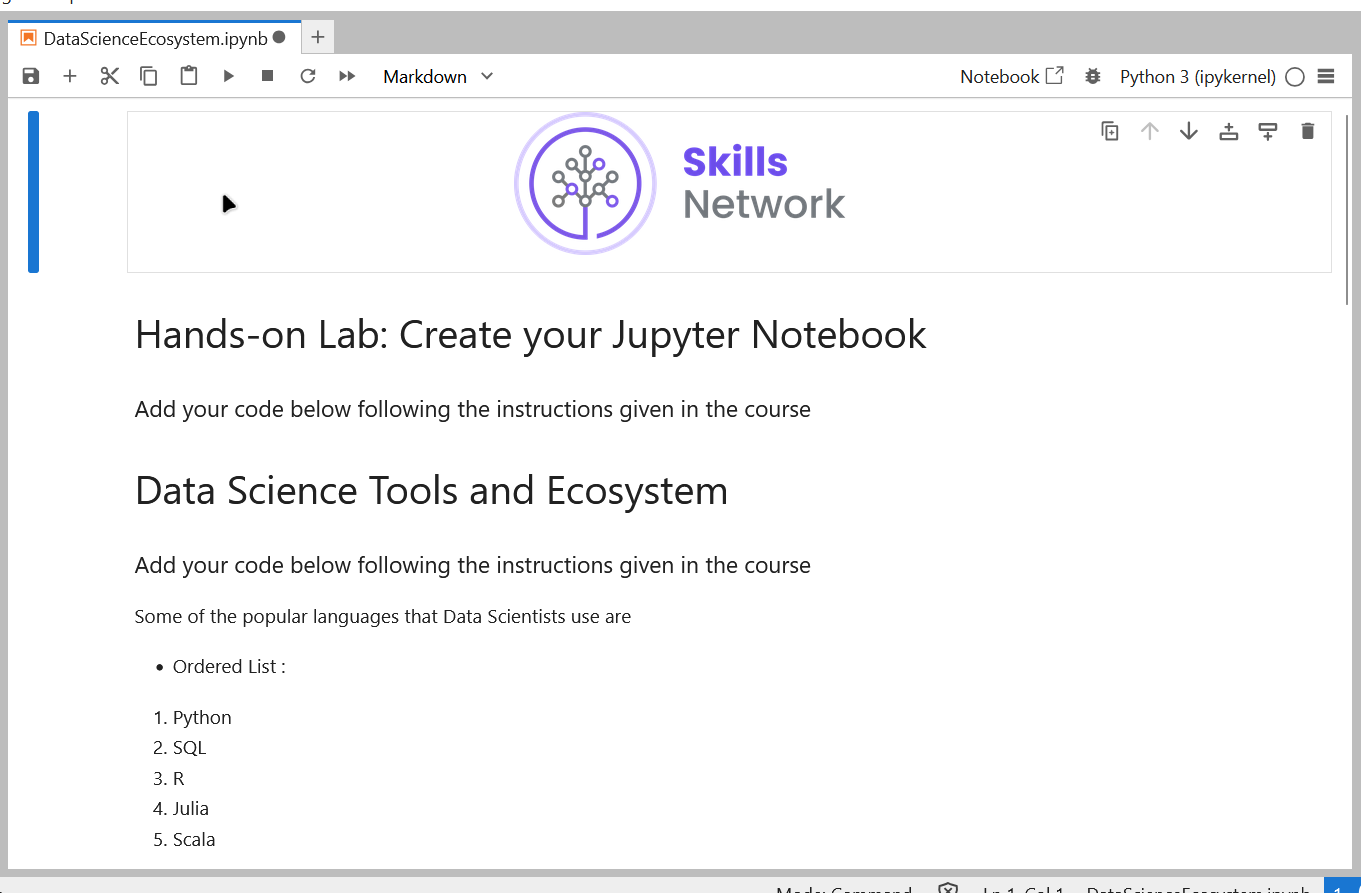 DataScienceEcosystem.ipynb
Markdown
Notebook
Python 3 (ipykernel)
Skills
Network
Hands-on Lab: Create your Jupyter Notebook
Add your code below following the instructions given in the course
Data Science Tools and Ecosystem
Add your code below following the instructions given in the course
Some of the popular languages that Data Scientists use are
• Ordered List :
1. Python
2. SQL
3. R
4. Julia
5. Scala
Mode: Command
Ln 1, Col 1
DataScienceEcosystem.ipynb
1